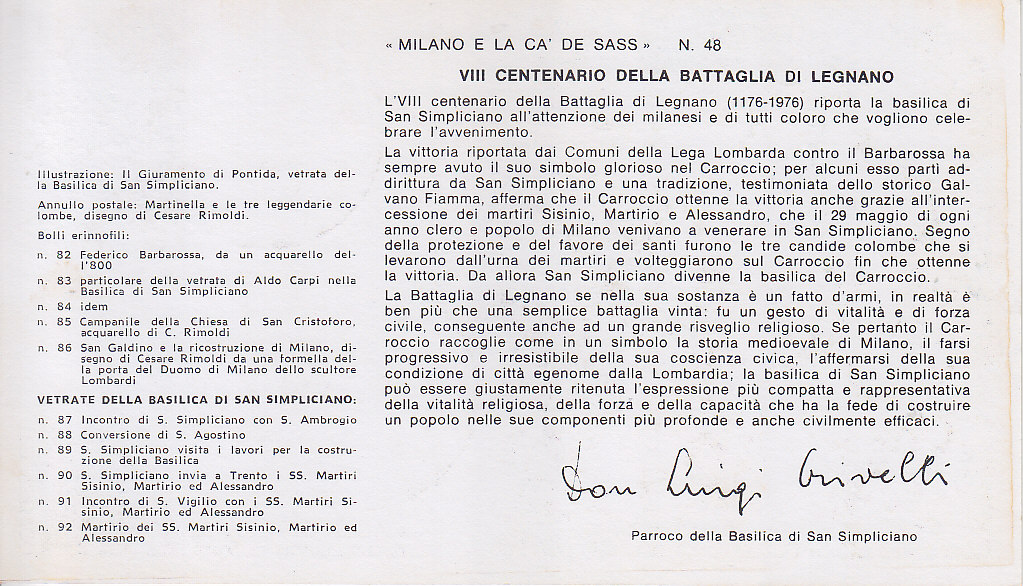 « MILANO E LA CA' DE SASS » N. 48
VIII CENTENARIO DELLA BATTAGLIA DI LEGNANO
L'VIII centenario della Battaglia di Legnano (1176-1976) riporta la basilica di
San Simpliciano all'attenzione dei milanesi e di tutti coloro che vogliono cele-
brare l'avvenimento.
La vittoria riportata dai Comuni della Lega Lombarda contro il Barbarossa ha
sempre avuto il suo simbolo glorioso nel Carroccio; per alcuni esso partì ad-
dirittura da San Simpliciano e una tradizione, testimoniata dello storico Gal-
vano Fiamma, afferma che il Carroccio ottenne la vittoria anche grazie all'inter-
cessione dei martiri Sisinio, Martirio e Alessandro, che il 29 maggio di ogni
anno clero e popolo di Milano venivano a venerare in San Simpliciano. Segno
della protezione e del favore dei santi furono le tre candide colombe che si
levarono dall'urna dei martiri e volteggiarono sul Carroccio fin che ottenne
la vittoria. Da allora San Simpliciano divenne la basilica del Carroccio.
La Battaglia di Legnano se nella sua sostanza è un fatto d'armi, in realtà è
ben più che una semplice battaglia vinta: fu un gesto di vitalità e di forza
civile, conseguente anche ad un grande risveglio religioso. Se pertanto il Car-
roccio raccoglie come in un simbolo la storia medioevale di Milano, il farsi
progressivo e irresistibile della sua coscienza civica, l'affermarsi della sua
condizione di città egenome dalla Lombardia; la basilica di San Simpliciano
può essere giustamente ritenuta l'espressione più compatta e rappresentativa
della vitalità religiosa, della forza e della capacità che ha la fede di costruire
un popolo nelle sue componenti più profonde e anche civilmente efficaci.
Don Luigi Crivelli
Parroco della Basilica di San Simpliciano
Illustrazione: Il Giuramento di Pontida, vetrata del-
la Basilica di San Simpliciano.
Annullo postale: Martinella e le tre leggendarie co-
lombe, disegno di Cesare Rimoldi.
Bolli erinnofili:
n. 82 Federico Barbarossa, da un acquarello del-
l'800
n. 83 particolare della vetrata di Aldo Carpi nella
Basilica di San Simpliciano
n. 84 idem
n. 85 Campanile della Chiesa di San Cristoforo,
acquarello di C. Rimoldi
n. 86 San Galdino e la ricostruzione di Milano, di-
segno di Cesare Rimoldi da una formella del-
la porta del Duomo di Milano dello scultore
Lombardi
VETRATE DELLA BASILICA DI SAN SIMPLICIANO:
n. 87 Incontro di S. Simpliciano con S. Ambrogio
n. 88 Conversione di S. Agostino
n. 89 S. Simpliciano visita i lavori per la costru-
zione della Basilica
n. 90 S. Simpliciano invia a Trento i SS. Martiri
Sisinio, Martirio ed Alessandro
n. 91 Incontro di S. Vigilio con i SS. Martiri Si-
sinio, Martirio ed Alessandro
n. 92 Martirio dei SS. Martiri Sisinio, Martirio ed
Alessandro